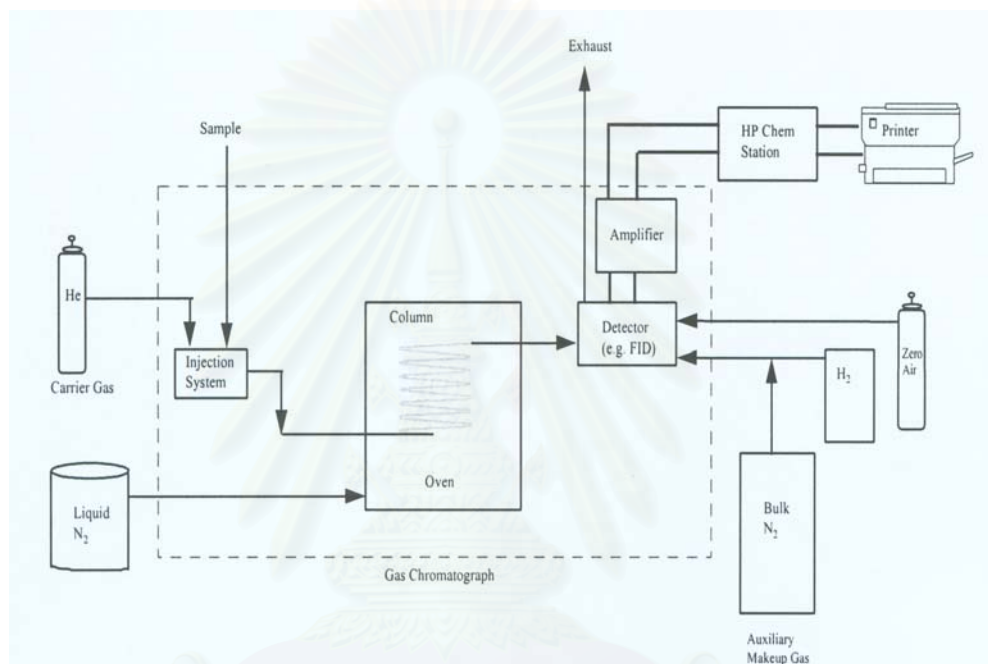 Exhaust
Sample
HP Chem
Station
Printer
Amplifier
He
Carrier Gas
Injection
System
Column
Oven
Detector
(e.g. FID)
Zero
Air
H₂
Liquid
N₂
Bulk
N₂
Gas Chromatograph
Auxiliary
Makeup Gas